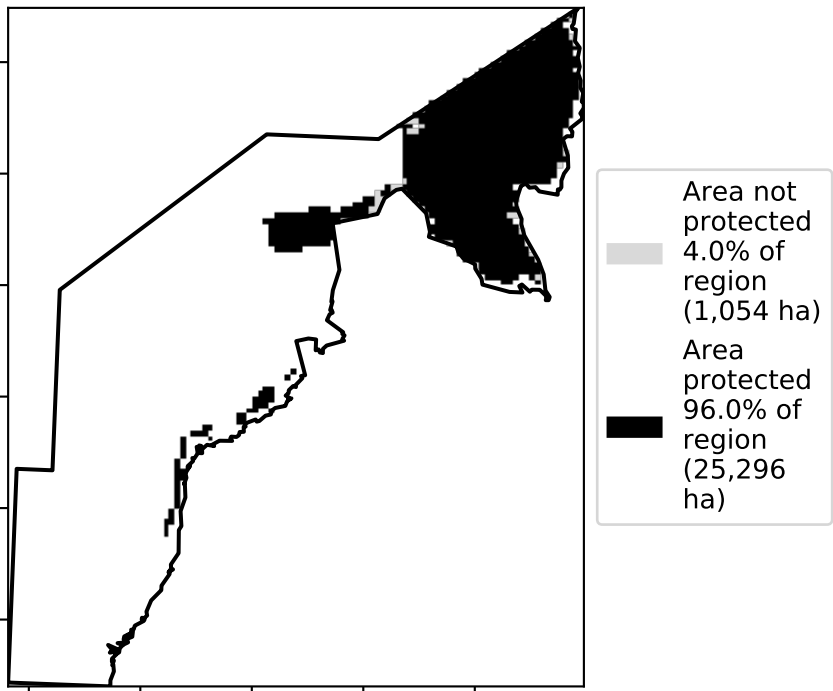 Area not
protected
4.0% of
region
(1,054 ha)
Area
protected
96.0% of
region
(25,296
ha)